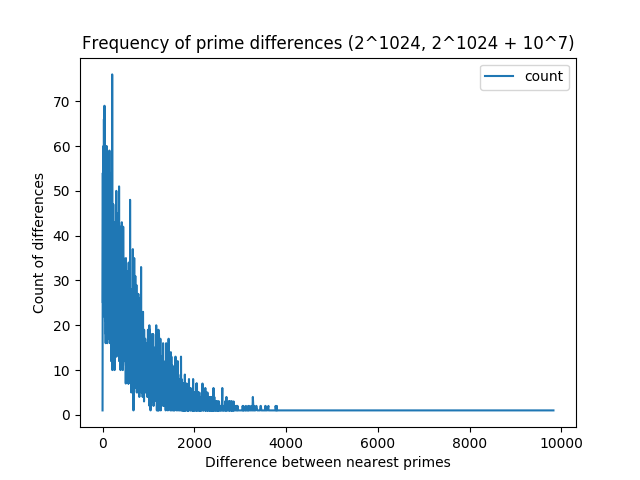 Frequency of prime differences (2^1024, 2^1024 + 10^7)
count
70
60
50
40
30
20
10
0
Count of differences
0 2000 4000 6000 8000 10000
Difference between nearest primes